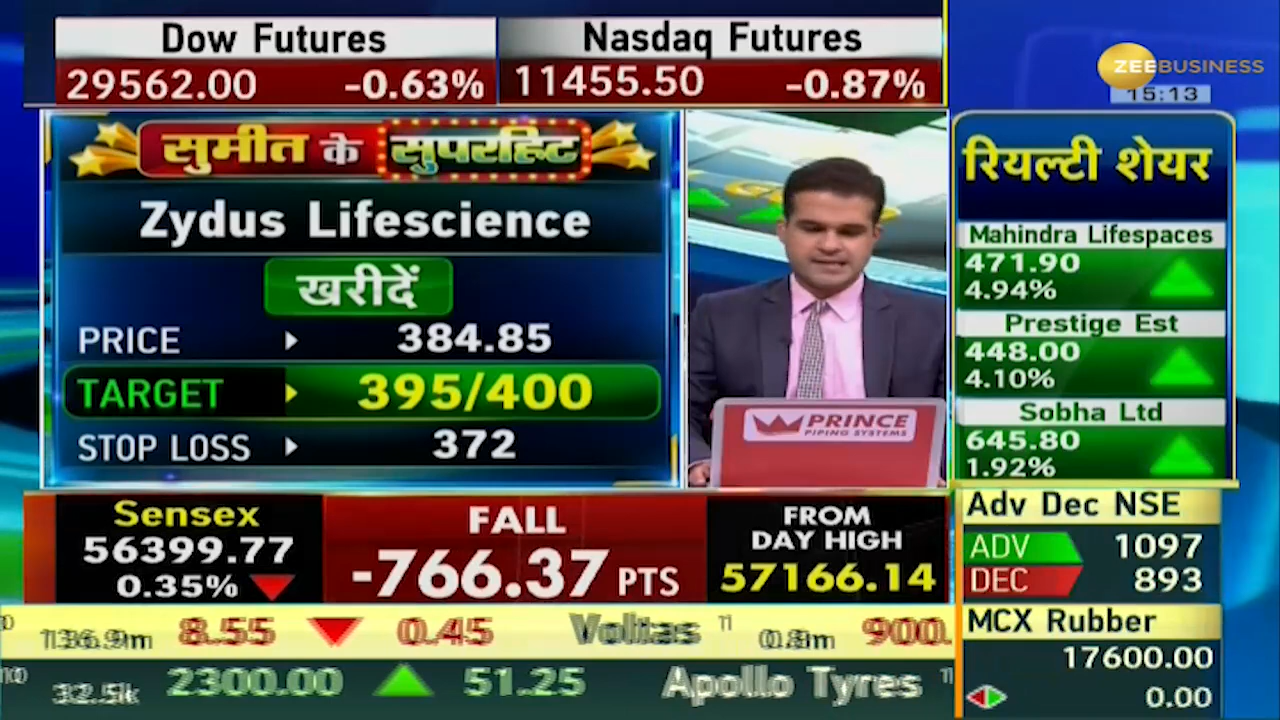 Dow Futures
29562.00 -0.63%
Nasdaq Futures
11455.50 -0.87%
ZEEBUSINESS
15:13
सुमीत के सुपरहिट
Zydus Lifescience
खरीदें
PRICE 384.85
TARGET 395/400
STOP LOSS 372
PRINCE
PIPING SYSTEMS
रियल्टी शेयर
Mahindra Lifespaces
471.90
4.94%
Prestige Est
448.00
4.10%
Sobha Ltd
645.80
1.92%
Sensex
56399.77
0.35%
FALL
-766.37 PTS
FROM
DAY HIGH
57166.14
Adv Dec NSE
ADV 1097
DEC 893
MCX Rubber
17600.00
0.00
8.55 0.45 Voltas 0.8m 900.
32.5k 2300.00 51.25 Apollo Tyres